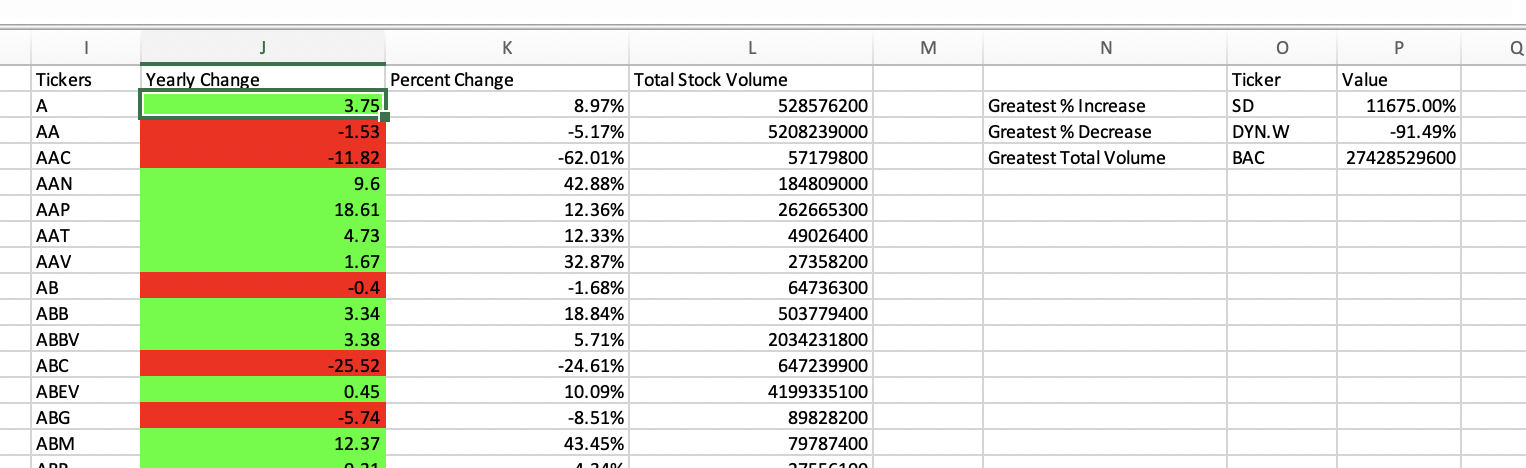 I J K L M N O P Q
Tickers Yearly Change Percent Change Total Stock Volume Ticker Value
A 3.75 8.97% 528576200 Greatest % Increase SD 11675.00%
AA -1.53 -5.17% 5208239000 Greatest % Decrease DYN.W -91.49%
AAC -11.82 -62.01% 57179800 Greatest Total Volume BAC 27428529600
AAN 9.6 42.88% 184809000
AAP 18.61 12.36% 262665300
AAT 4.73 12.33% 49026400
AAV 1.67 32.87% 27358200
AB -0.4 -1.68% 64736300
ABB 3.34 18.84% 503779400
ABBV 3.38 5.71% 2034231800
ABC -25.52 -24.61% 647239900
ABEV 0.45 10.09% 4199335100
ABG -5.74 -8.51% 89828200
ABM 12.37 43.45% 79787400